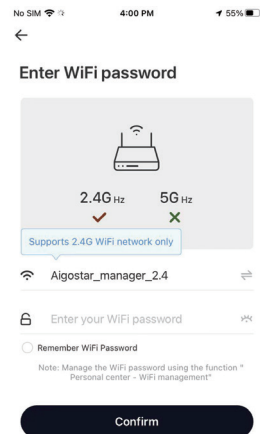 No SIM 4:00 PM 55%
Enter WiFi password
2.4G Hz 5G Hz
Supports 2.4G WiFi network only
Aigostar_manager_2.4
Enter your WiFi password
Remember WiFi Password
Note: Manage the WiFi password using the function "
Personal center - WiFi management"
Confirm